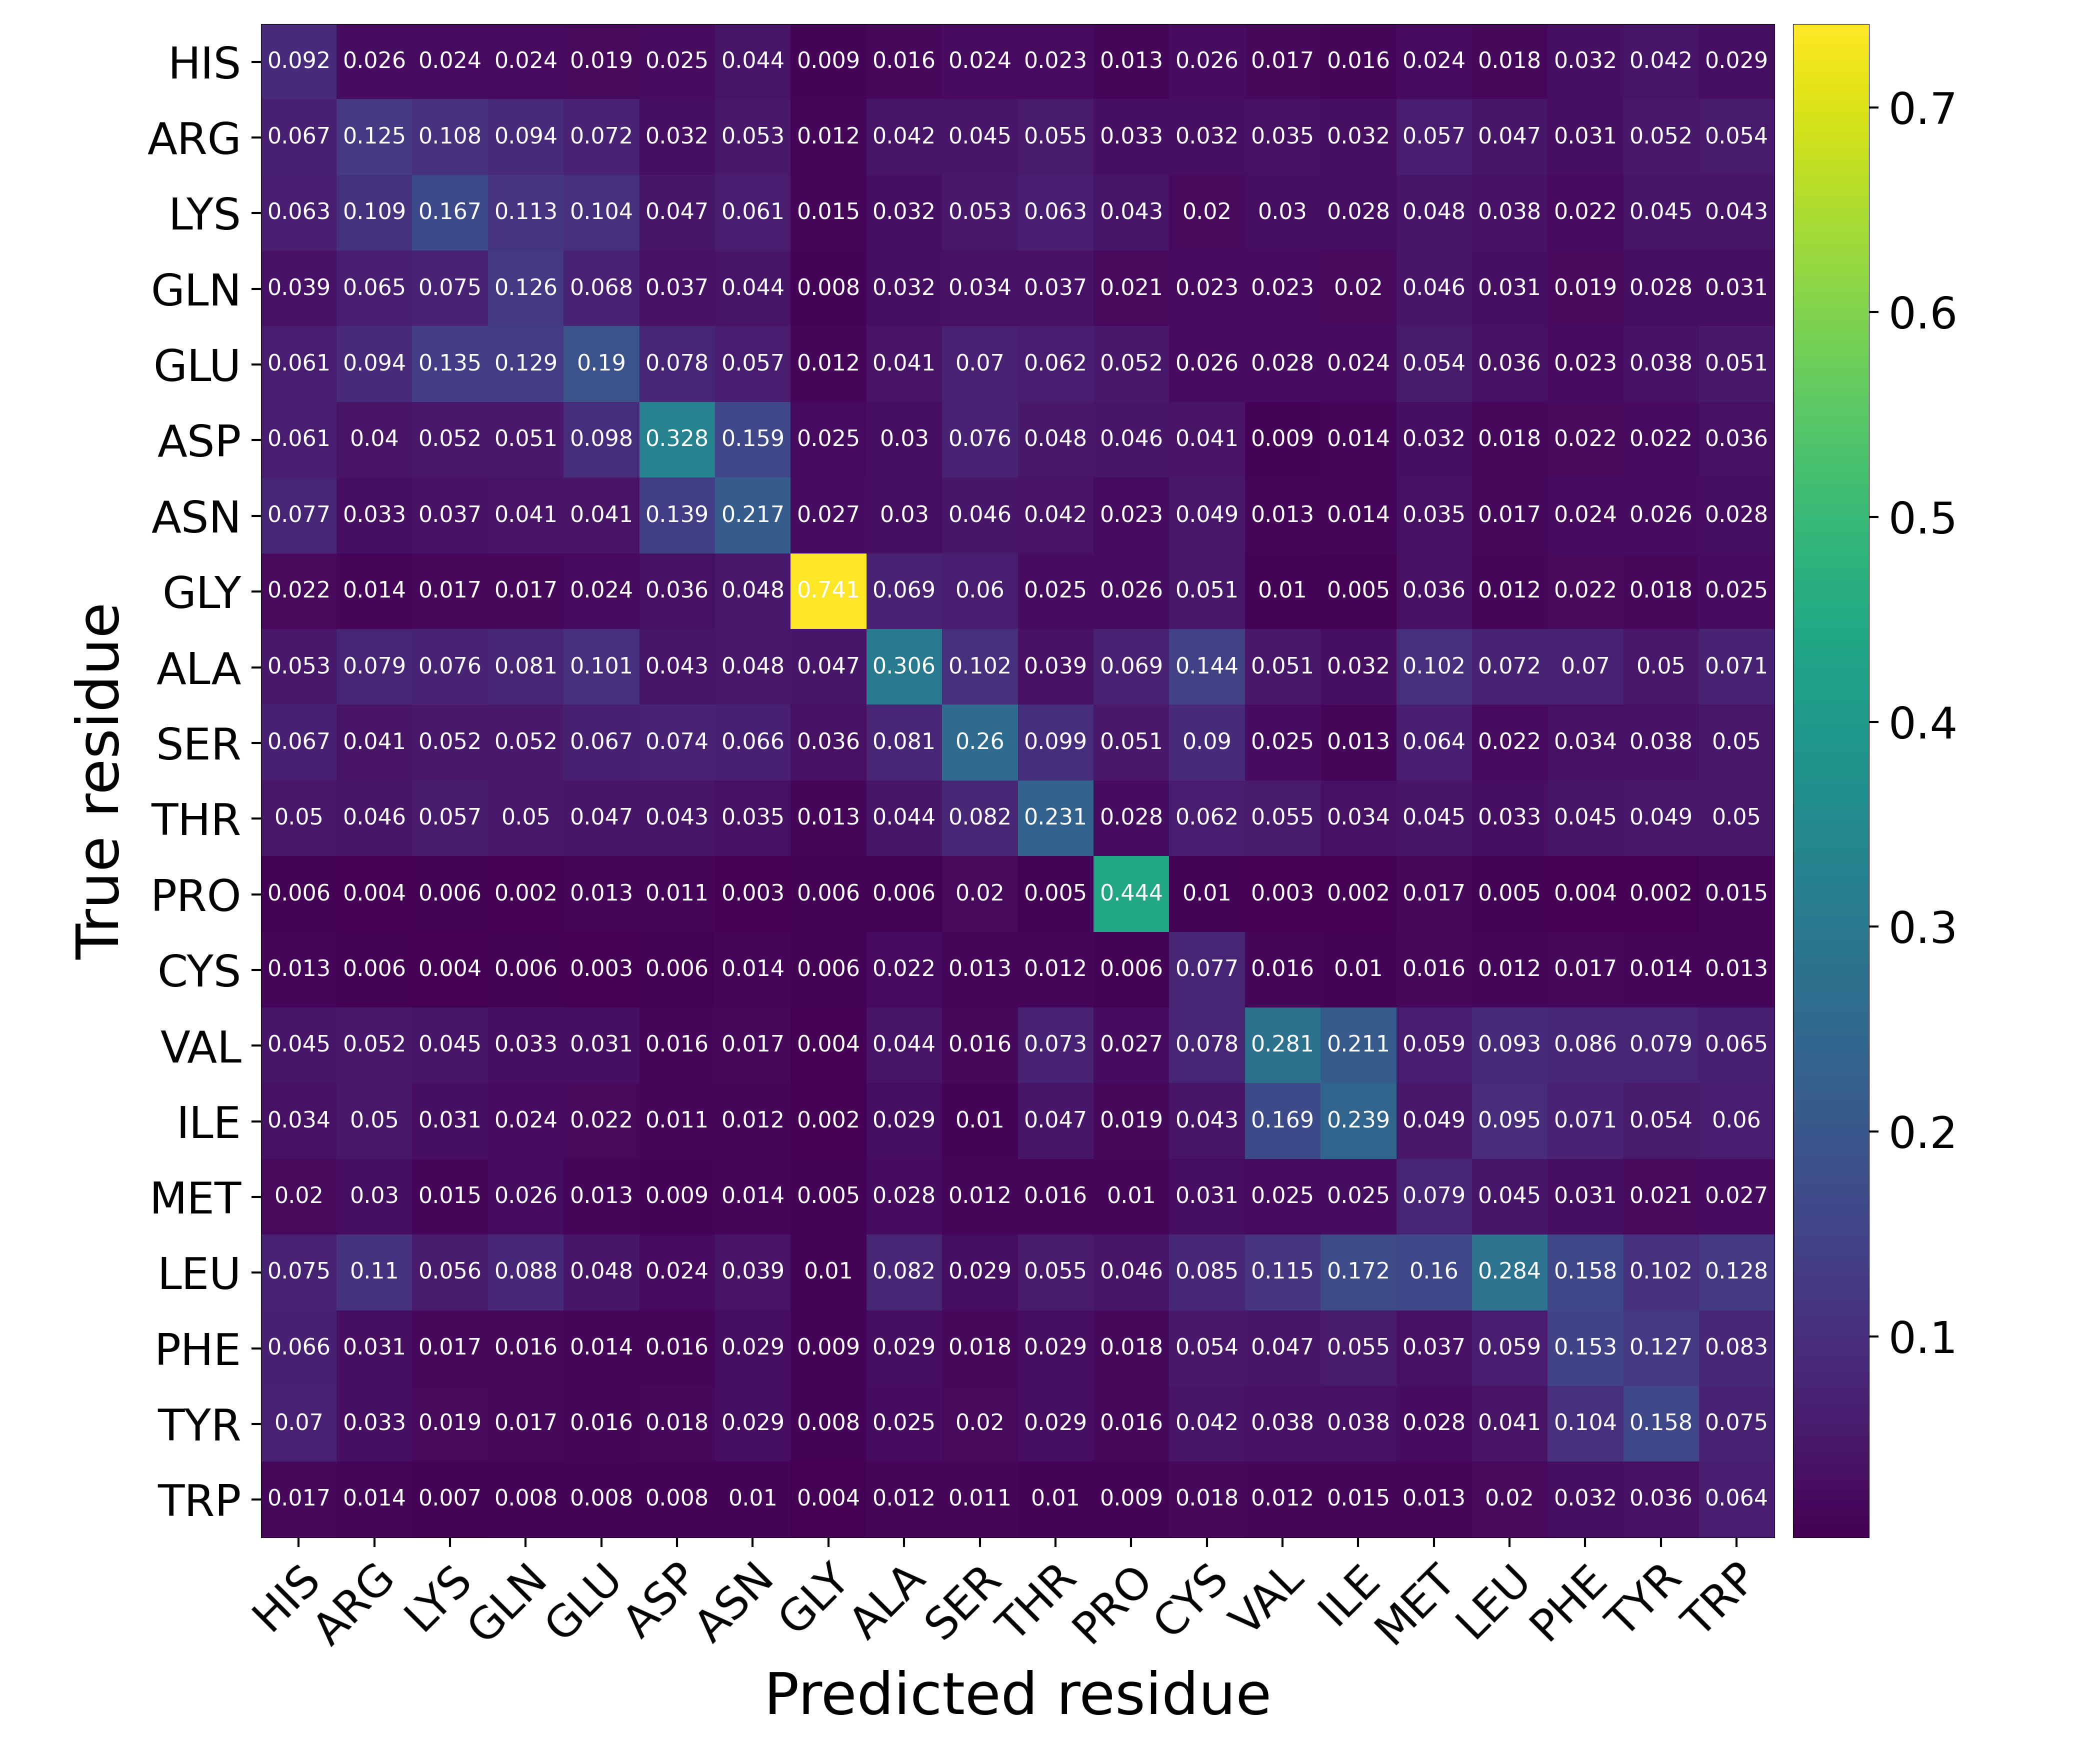 HIS 0.092 0.026 0.024 0.024 0.019 0.025 0.044 0.009 0.016 0.024 0.023 0.013 0.026 0.017 0.016 0.024 0.018 0.032 0.042 0.029
ARG 0.067 0.125 0.108 0.094 0.072 0.032 0.053 0.012 0.042 0.045 0.055 0.033 0.032 0.035 0.032 0.057 0.047 0.031 0.052 0.054
LYS 0.063 0.109 0.167 0.113 0.104 0.047 0.061 0.015 0.032 0.053 0.063 0.043 0.02 0.03 0.028 0.048 0.038 0.022 0.045 0.043
GLN 0.039 0.065 0.075 0.126 0.068 0.037 0.044 0.008 0.032 0.034 0.037 0.021 0.023 0.023 0.02 0.046 0.031 0.019 0.028 0.031
GLU 0.061 0.094 0.135 0.129 0.19 0.078 0.057 0.012 0.041 0.07 0.062 0.052 0.026 0.028 0.024 0.054 0.036 0.023 0.038 0.051
ASP 0.061 0.04 0.052 0.051 0.098 0.328 0.159 0.025 0.03 0.076 0.048 0.046 0.041 0.009 0.014 0.032 0.018 0.022 0.022 0.036
ASN 0.077 0.033 0.037 0.041 0.041 0.139 0.217 0.027 0.03 0.046 0.042 0.023 0.049 0.013 0.014 0.035 0.017 0.024 0.026 0.028
GLY 0.022 0.014 0.017 0.017 0.024 0.036 0.048 0.741 0.069 0.06 0.025 0.026 0.051 0.01 0.005 0.036 0.012 0.022 0.018 0.025
ALA 0.053 0.079 0.076 0.081 0.101 0.043 0.048 0.047 0.306 0.102 0.039 0.069 0.144 0.051 0.032 0.102 0.072 0.07 0.05 0.071
SER 0.067 0.041 0.052 0.052 0.067 0.074 0.066 0.036 0.081 0.26 0.099 0.051 0.09 0.025 0.013 0.064 0.022 0.034 0.038 0.05
THR 0.05 0.046 0.057 0.05 0.047 0.043 0.035 0.013 0.044 0.082 0.231 0.028 0.062 0.055 0.034 0.045 0.033 0.045 0.049 0.05
PRO 0.006 0.004 0.006 0.002 0.013 0.011 0.003 0.006 0.006 0.02 0.005 0.444 0.01 0.003 0.002 0.017 0.005 0.004 0.002 0.015
CYS 0.013 0.006 0.004 0.006 0.003 0.006 0.014 0.006 0.022 0.013 0.012 0.006 0.077 0.016 0.01 0.016 0.012 0.017 0.014 0.013
VAL 0.045 0.052 0.045 0.033 0.031 0.016 0.017 0.004 0.044 0.016 0.073 0.027 0.078 0.281 0.211 0.059 0.093 0.086 0.079 0.065
ILE 0.034 0.05 0.031 0.024 0.022 0.011 0.012 0.002 0.029 0.01 0.047 0.019 0.043 0.169 0.239 0.049 0.095 0.071 0.054 0.06
MET 0.02 0.03 0.015 0.026 0.013 0.009 0.014 0.005 0.028 0.012 0.016 0.01 0.031 0.025 0.025 0.079 0.045 0.031 0.021 0.027
LEU 0.075 0.11 0.056 0.088 0.048 0.024 0.039 0.01 0.082 0.029 0.055 0.046 0.085 0.115 0.172 0.16 0.284 0.158 0.102 0.128
PHE 0.066 0.031 0.017 0.016 0.014 0.016 0.029 0.009 0.029 0.018 0.029 0.018 0.054 0.047 0.055 0.037 0.059 0.153 0.127 0.083
TYR 0.07 0.033 0.019 0.017 0.016 0.018 0.029 0.008 0.025 0.02 0.029 0.016 0.042 0.038 0.038 0.028 0.041 0.104 0.158 0.075
TRP 0.017 0.014 0.007 0.008 0.008 0.008 0.01 0.004 0.012 0.011 0.01 0.009 0.018 0.012 0.015 0.013 0.02 0.032 0.036 0.064
HIS ARG LYS GLN GLU ASP ASN GLY ALA SER THR PRO CYS VAL ILE MET LEU PHE TYR TRP
Predicted residue
True residue
0.7
0.6
0.5
0.4
0.3
0.2
0.1